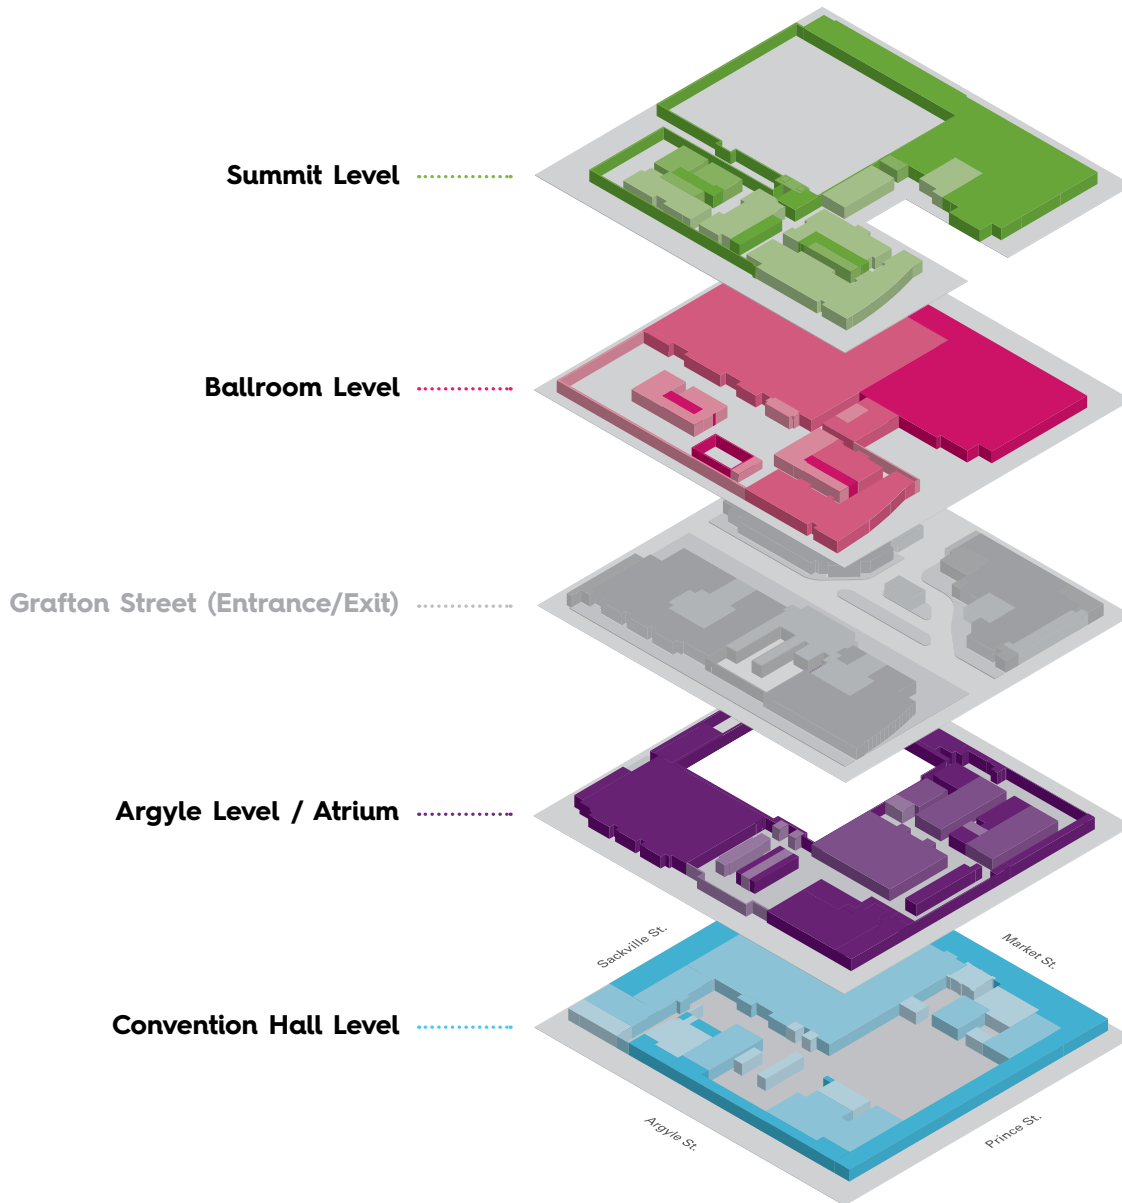 Summit Level
Ballroom Level
Grafton Street (Entrance/Exit)
Argyle Level / Atrium
Sackville St.
Market St.
Convention Hall Level
Argyle St.
Prince St.